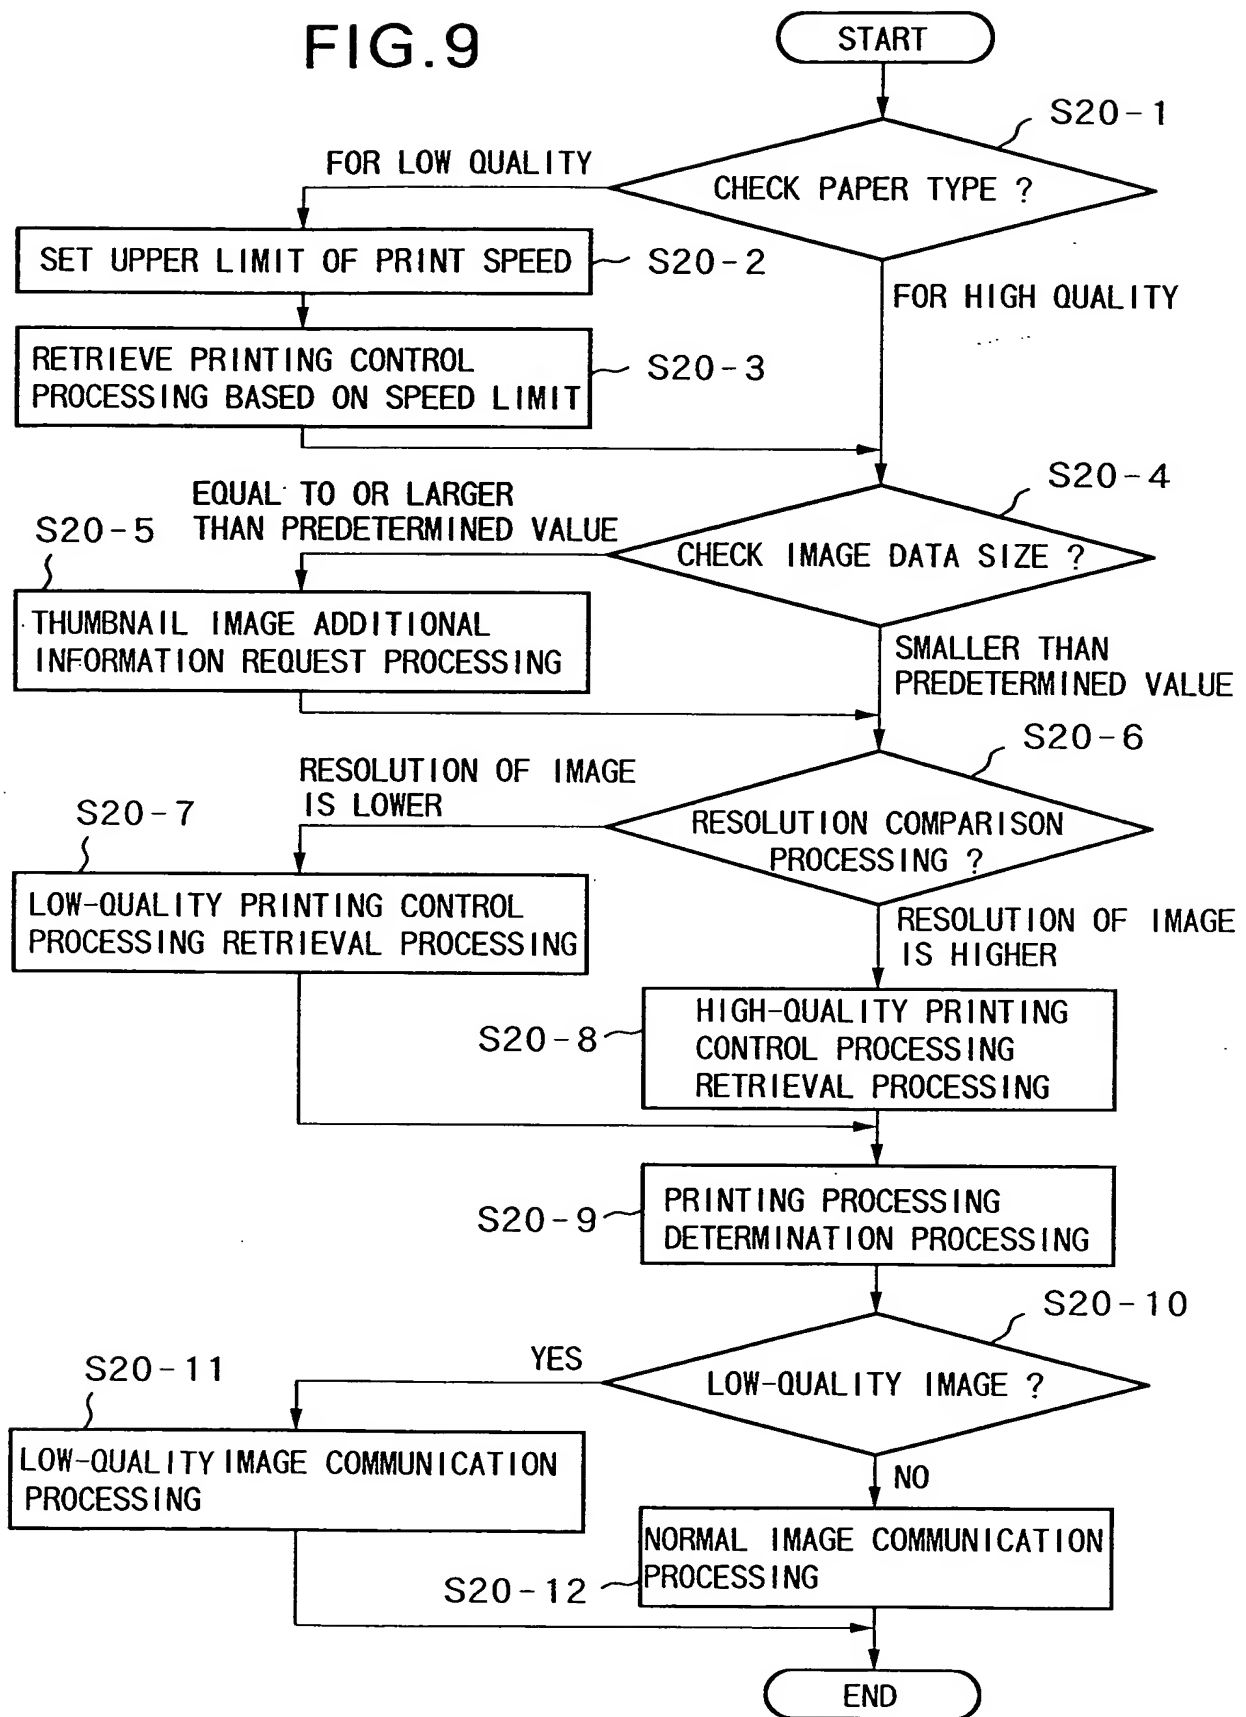 FIG.9
START
S20-1
FOR LOW QUALITY
CHECK PAPER TYPE ?
SET UPPER LIMIT OF PRINT SPEED
S20-2
FOR HIGH QUALITY
RETRIEVE PRINTING CONTROL
PROCESSING BASED ON SPEED LIMIT
S20-3
S20-4
EQUAL TO OR LARGER
THAN PREDETERMINED VALUE
S20-5
CHECK IMAGE DATA SIZE ?
THUMBNAIL IMAGE ADDITIONAL
INFORMATION REQUEST PROCESSING
SMALLER THAN
PREDETERMINED VALUE
S20-6
RESOLUTION OF IMAGE
IS LOWER
S20-7
RESOLUTION COMPARISON
PROCESSING ?
LOW-QUALITY PRINTING CONTROL
PROCESSING RETRIEVAL PROCESSING
RESOLUTION OF IMAGE
IS HIGHER
S20-8
HIGH-QUALITY PRINTING
CONTROL PROCESSING
RETRIEVAL PROCESSING
S20-9
PRINTING PROCESSING
DETERMINATION PROCESSING
S20-10
YES
S20-11
LOW-QUALITY IMAGE ?
LOW-QUALITY IMAGE COMMUNICATION
PROCESSING
NO
NORMAL IMAGE COMMUNICATION
PROCESSING
S20-12
END